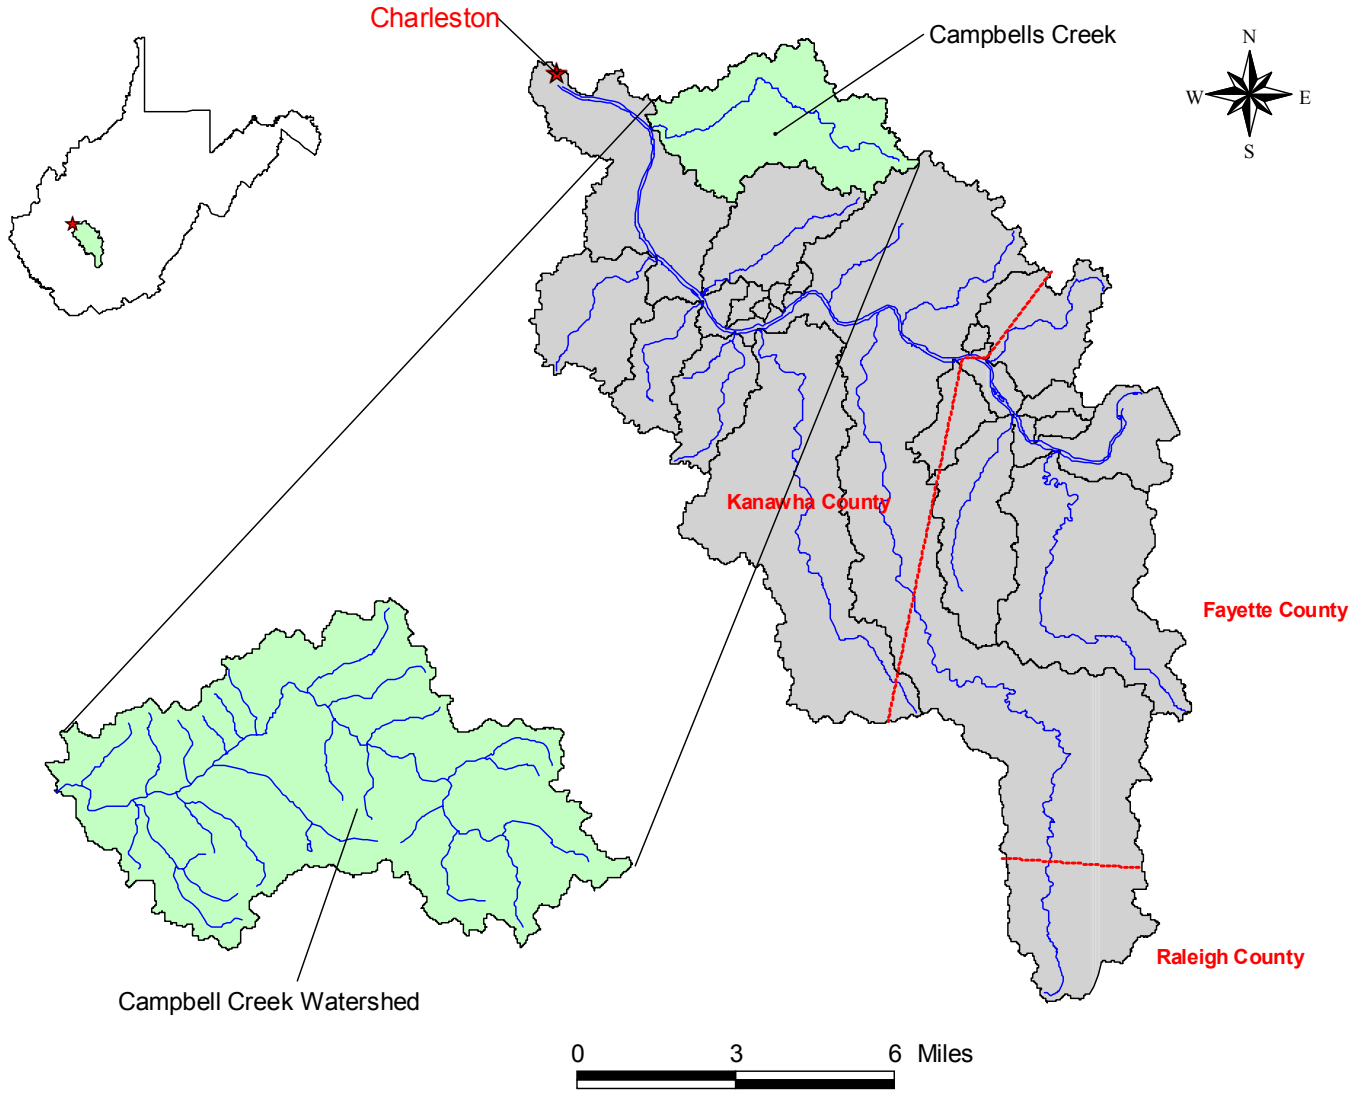 Charleston
Campbells Creek
N
W
E
S
Kanawha County
Fayette County
Raleigh County
Campbell Creek Watershed
0 3 6 Miles